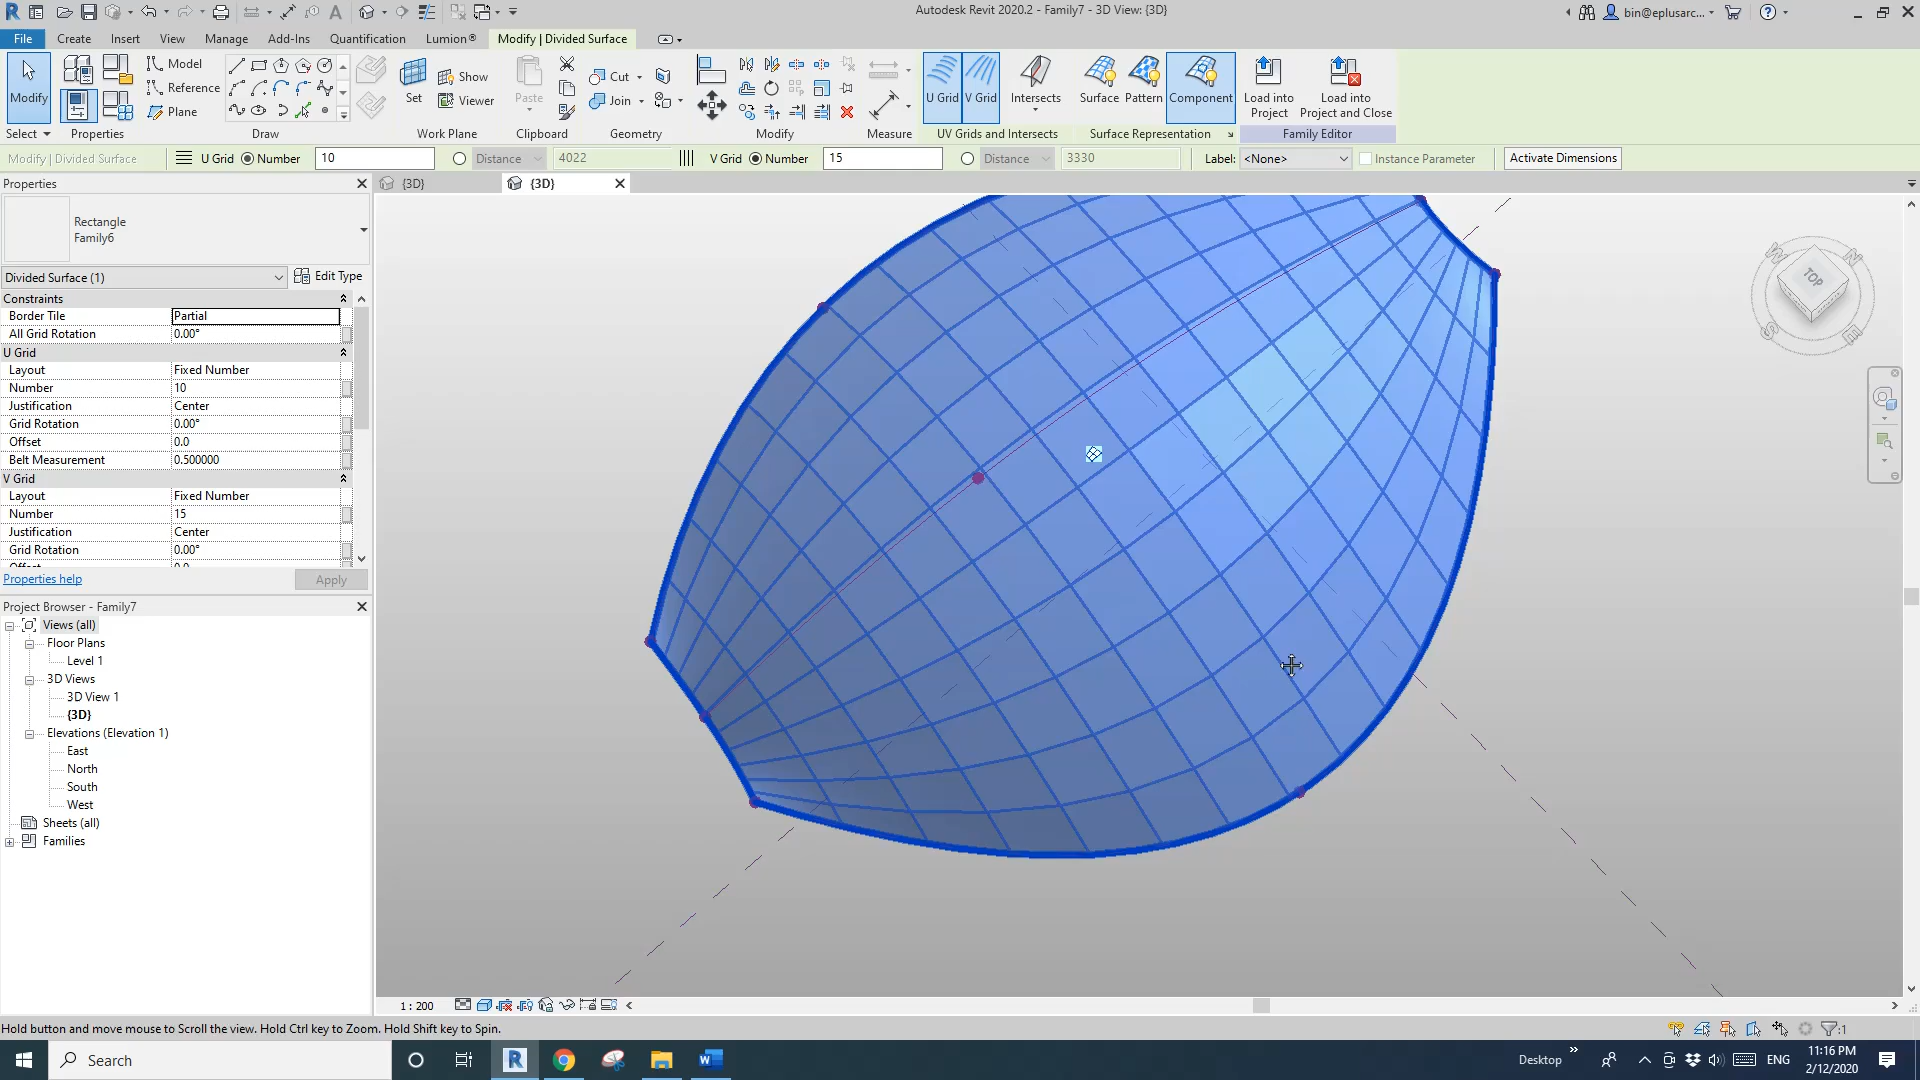 Autodesk Revit 2020.2 - Family7 - 3D View: {3D}
bin@eplusarc...
File Create Insert View Manage Add-Ins Quantification Lumion® Modify | Divided Surface
Modify
Model
Reference
Plane
Set
Show
Viewer
Paste
Cut
Join
U Grid V Grid Intersects
Surface Pattern Component
Load into
Project
Load into
Project and Close
Select Properties Draw Work Plane Clipboard Geometry Modify Measure UV Grids and Intersects Surface Representation Family Editor
Modify | Divided Surface U Grid Number 10 Distance 4022 V Grid Number 15 Distance 3330 Label: <None> Instance Parameter Activate Dimensions
Properties
{3D} {3D}
Rectangle
Family6
Divided Surface (1) Edit Type
Constraints
Border Tile Partial
All Grid Rotation 0.00°
U Grid
Layout Fixed Number
Number 10
Justification Center
Grid Rotation 0.00°
Offset 0.0
Belt Measurement 0.500000
V Grid
Layout Fixed Number
Number 15
Justification Center
Grid Rotation 0.00°
Offset 0.0
Properties help Apply
Project Browser - Family7
Views (all)
Floor Plans
Level 1
3D Views
3D View 1
{3D}
Elevations (Elevation 1)
East
North
South
West
Sheets (all)
Families
TOP
W N
S E
1 : 200
Hold button and move mouse to Scroll the view. Hold Ctrl key to Zoom. Hold Shift key to Spin.
:1
Search
Desktop
ENG
11:16 PM
2/12/2020